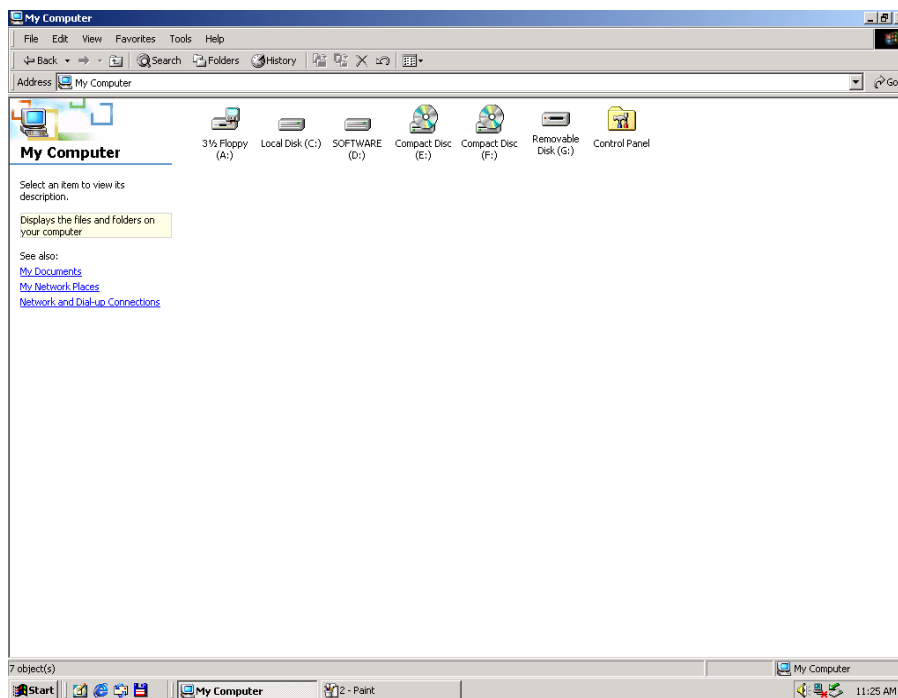 My Computer
File Edit View Favorites Tools Help
Back Search Folders History
Address My Computer Go
My Computer
Select an item to view its
description.
Displays the files and folders on
your computer
See also:
My Documents
My Network Places
Network and Dial-up Connections
3½ Floppy
(A:)
Local Disk (C:)
SOFTWARE
(D:)
Compact Disc
(E:)
Compact Disc
(F:)
Removable
Disk (G:)
Control Panel
7 object(s) My Computer
Start My Computer 2 - Paint 11:25 AM